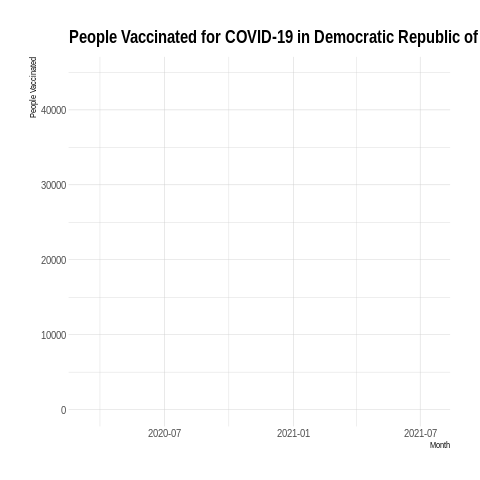 People Vaccinated for COVID-19 in Democratic Republic of
People Vaccinated
40000
30000
20000
10000
0
2020-07
2021-01
2021-07
Month